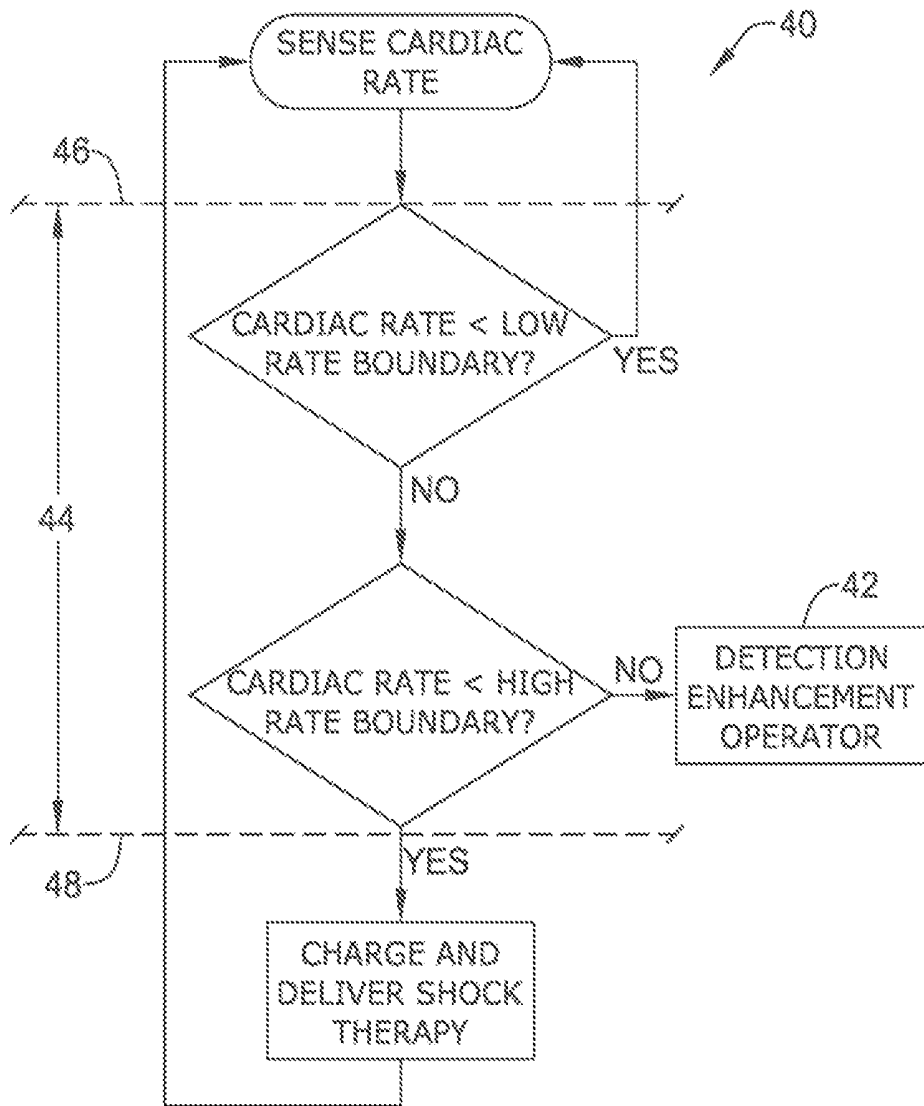 SENSE CARDIAC
RATE
40
46
CARDIAC RATE < LOW
RATE BOUNDARY?
YES
NO
44
42
CARDIAC RATE < HIGH
RATE BOUNDARY?
NO
DETECTION
ENHANCEMENT
OPERATOR
48
YES
CHARGE AND
DELIVER SHOCK
THERAPY